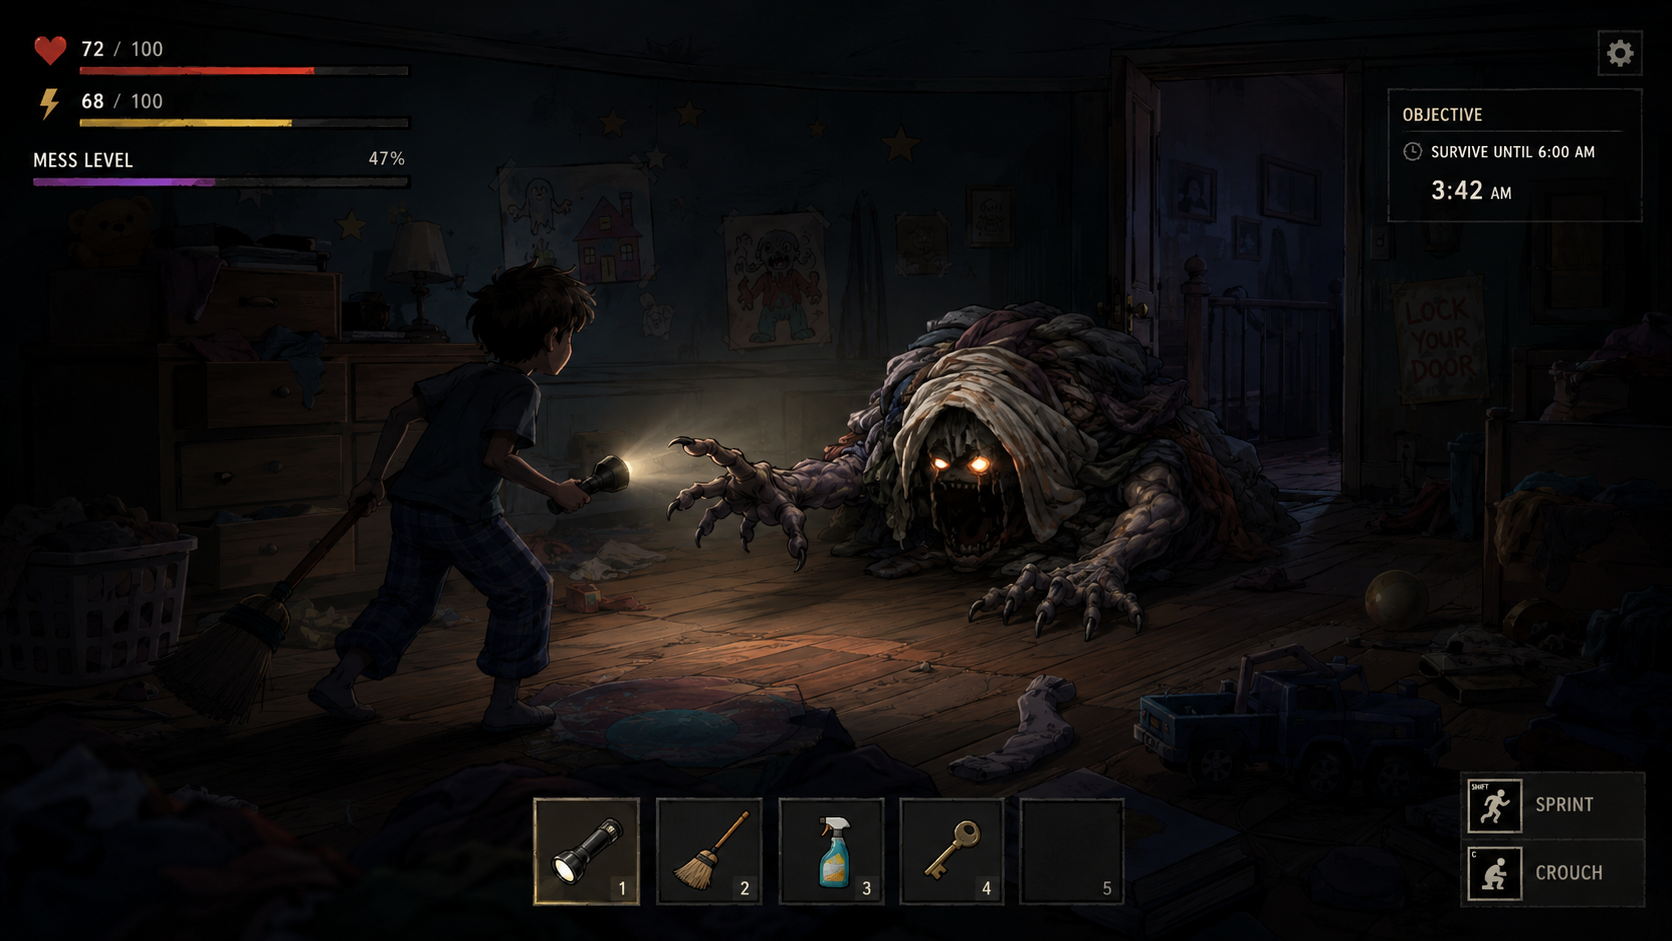 72 / 100
68 / 100
MESS LEVEL 47%
OBJECTIVE
SURVIVE UNTIL 6:00 AM
3:42 AM
LOCK
YOUR
DOOR
1
2
3
4
5
SHIFT
SPRINT
C
CROUCH